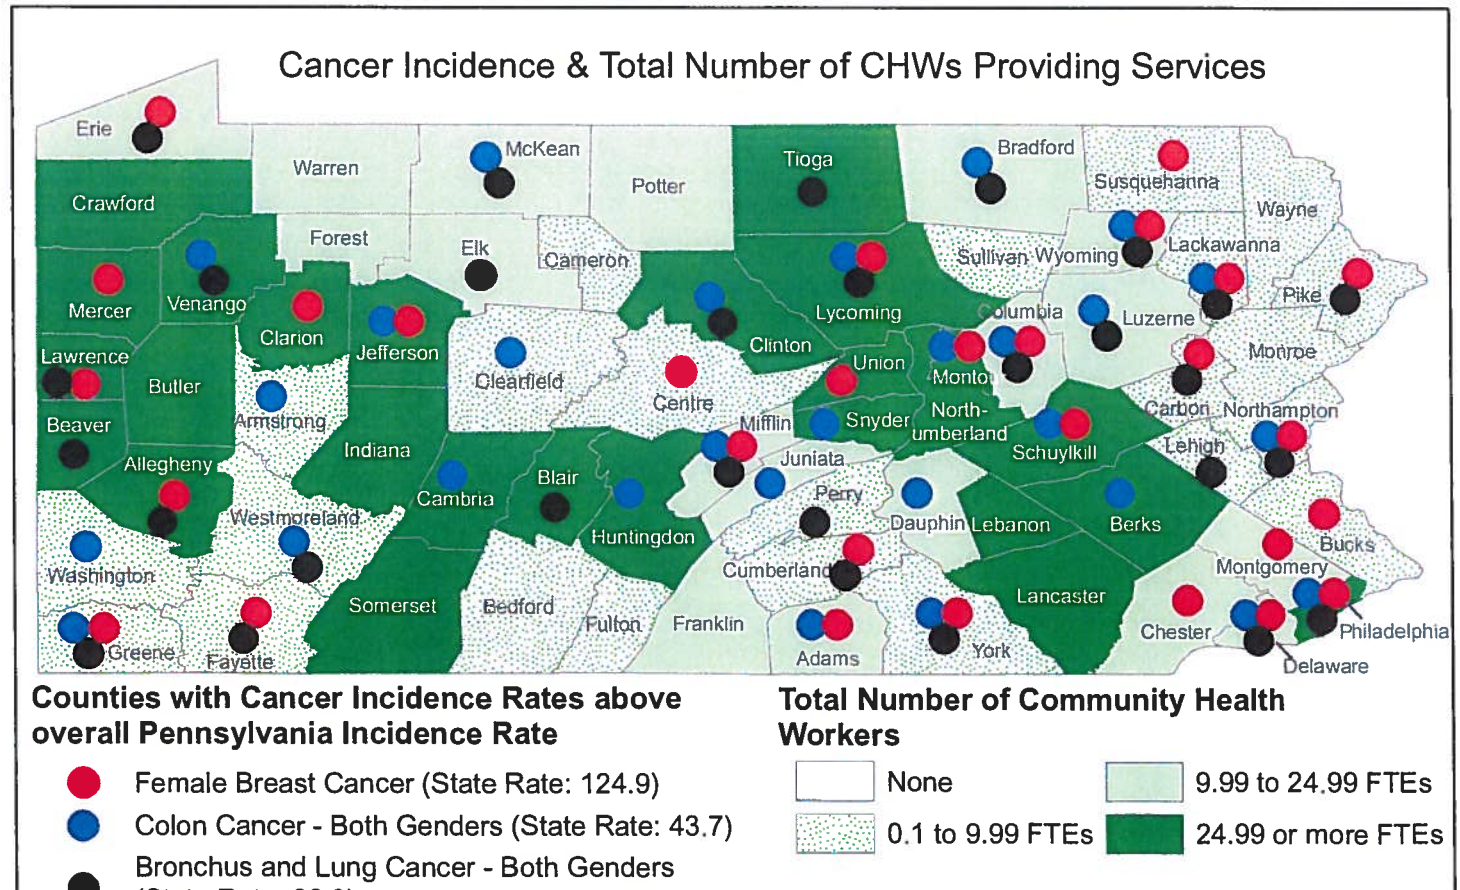 Cancer Incidence & Total Number of CHWs Providing Services
Erie
Warren
McKean
Potter
Tioga
Bradford
Susquehanna
Wayne
Crawford
Forest
Elk
Cameron
Sullivan
Wyoming
Lackawanna
Pike
Mercer
Venango
Clarion
Jefferson
Clinton
Lycoming
Columbia
Luzerne
Monroe
Lawrence
Butler
Armstrong
Clearfield
Centre
Union
Monto
Carbon
Northampton
Beaver
Allegheny
Indiana
Cambria
Blair
Huntingdon
Mifflin
Juniata
Snyder
North-
umberland
Schuylkill
Lehigh
Westmoreland
Perry
Dauphin
Lebanon
Berks
Bucks
Washington
Somerset
Bedford
Fulton
Franklin
Cumberland
Lancaster
Montgomery
Greene
Fayette
Adams
York
Chester
Philadelphia
Delaware
Counties with Cancer Incidence Rates above
overall Pennsylvania Incidence Rate
Female Breast Cancer (State Rate: 124.9)
Colon Cancer - Both Genders (State Rate: 43.7)
Bronchus and Lung Cancer - Both Genders
Total Number of Community Health
Workers
None
0.1 to 9.99 FTEs
9.99 to 24.99 FTEs
24.99 or more FTEs